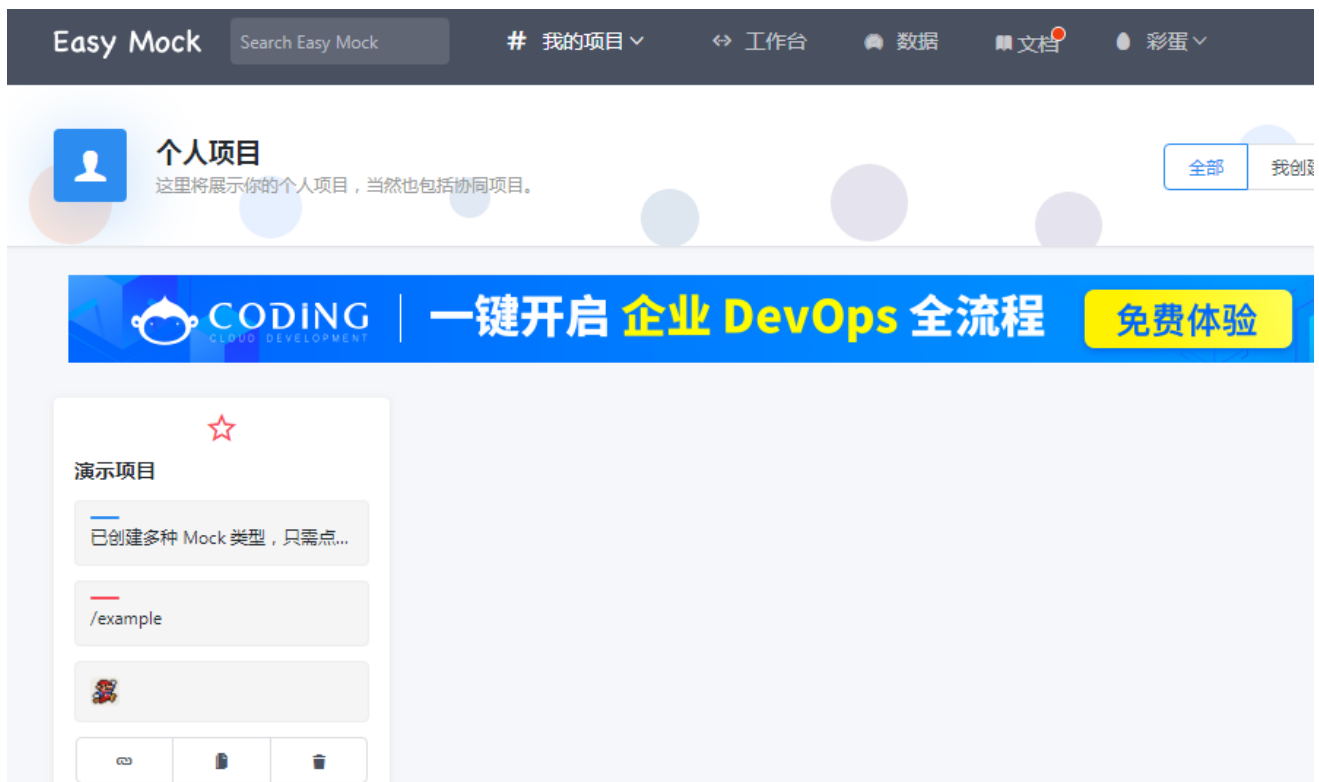 Easy Mock
Search Easy Mock
# 我的项目
工作台
数据
文档
彩蛋
个人项目
这里将展示你的个人项目，当然也包括协同项目。
全部
我创建
CODING
CLOUD DEVELOPMENT
一键开启 企业 DevOps 全流程
免费体验
演示项目
已创建多种 Mock 类型，只需点...
/example